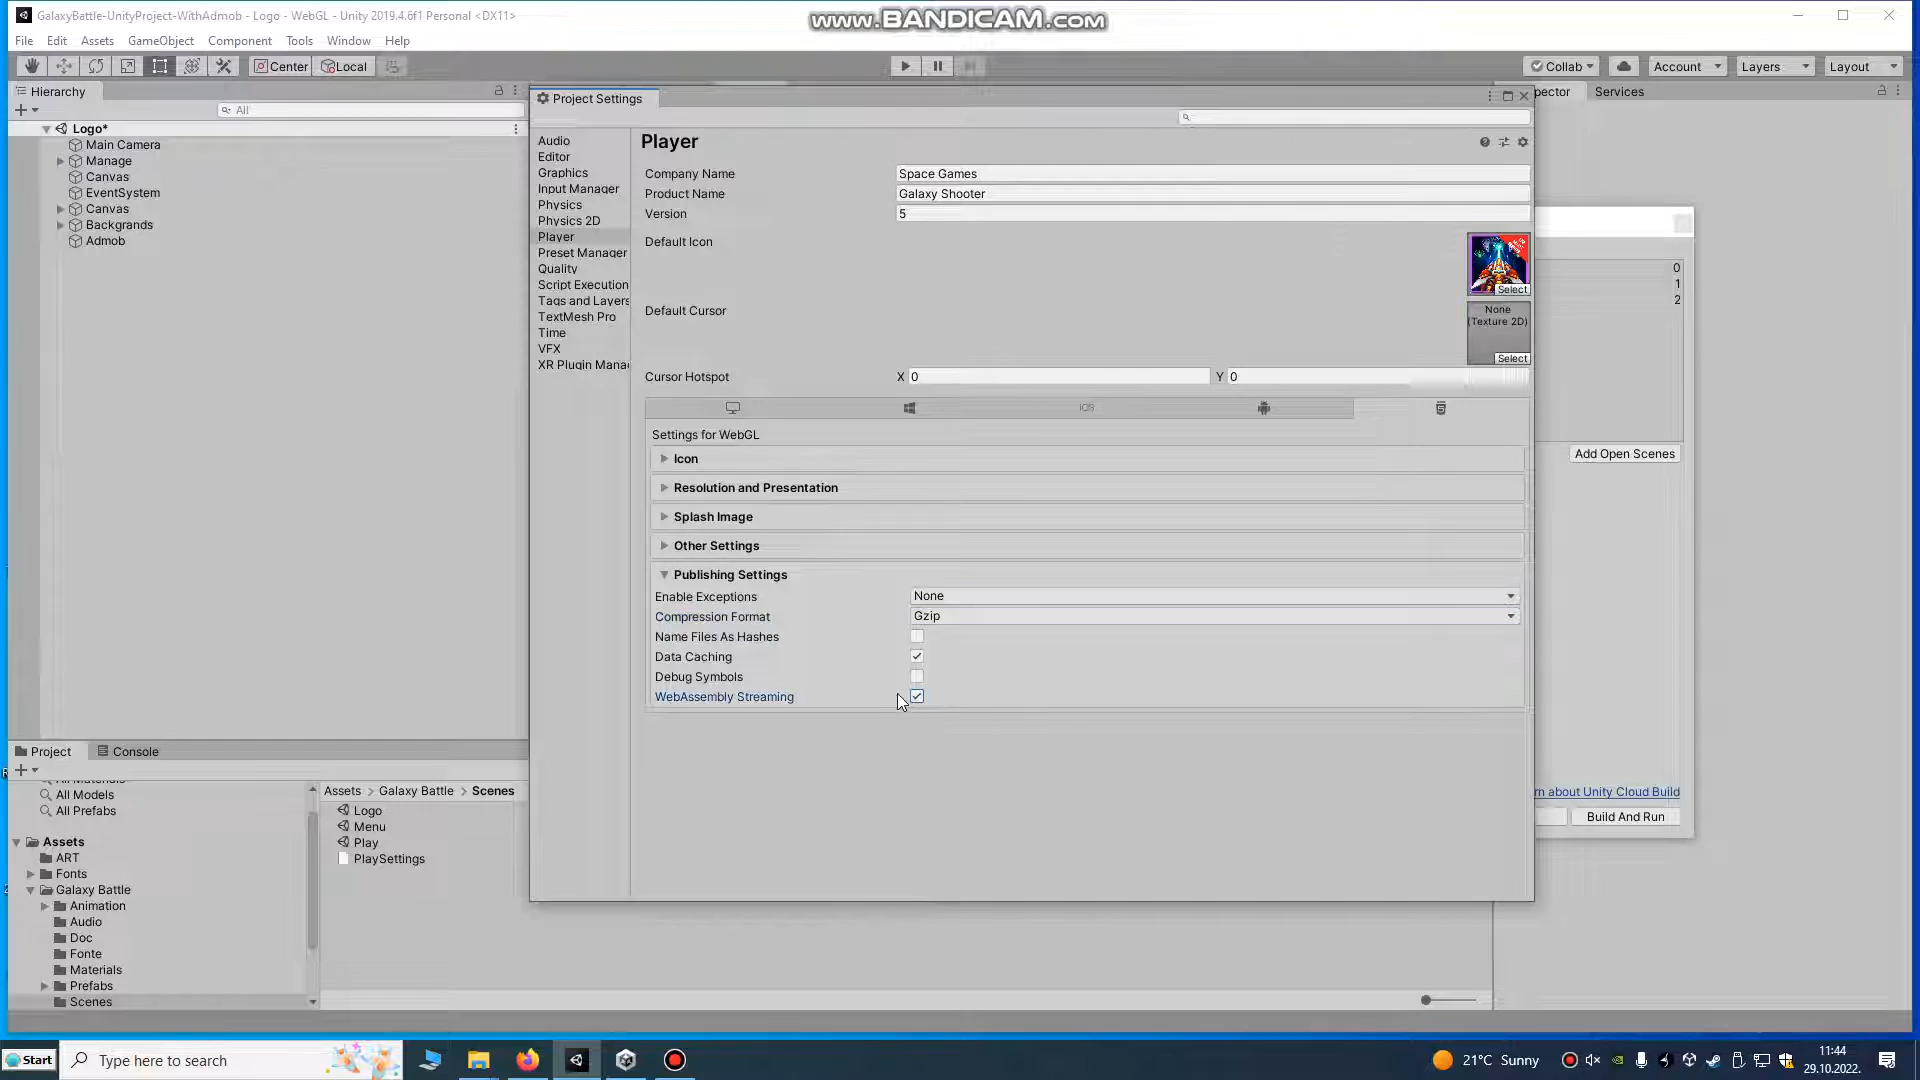 GalaxyBattle-UnityProject-WithAdmob - Logo - WebGL - Unity 2019.4.6f1 Personal <DX11>
www.BANDICAM.com
File Edit Assets GameObject Component Tools Window Help
Center Local
Collab Account Layers Layout
Hierarchy
All
Logo*
Main Camera
Manage
Canvas
EventSystem
Canvas
Backgrands
Admob
Project Settings
Audio
Editor
Graphics
Input Manager
Physics
Physics 2D
Player
Preset Manager
Quality
Script Execution
Tags and Layers
TextMesh Pro
Time
VFX
XR Plugin Mana
Player
Company Name Space Games
Product Name Galaxy Shooter
Version 5
Default Icon
Select
Default Cursor
None
(Texture 2D)
Select
Cursor Hotspot X 0 Y 0
iOS
Settings for WebGL
Icon
Resolution and Presentation
Splash Image
Other Settings
Publishing Settings
Enable Exceptions None
Compression Format Gzip
Name Files As Hashes
Data Caching
Debug Symbols
WebAssembly Streaming
pector Services
0
1
2
Add Open Scenes
rn about Unity Cloud Build
Build And Run
Project Console
All Models
All Prefabs
Assets
ART
Fonts
Galaxy Battle
Animation
Audio
Doc
Fonte
Materials
Prefabs
Scenes
Assets > Galaxy Battle > Scenes
Logo
Menu
Play
PlaySettings
Start
Type here to search
21°C Sunny
11:44
29.10.2022.